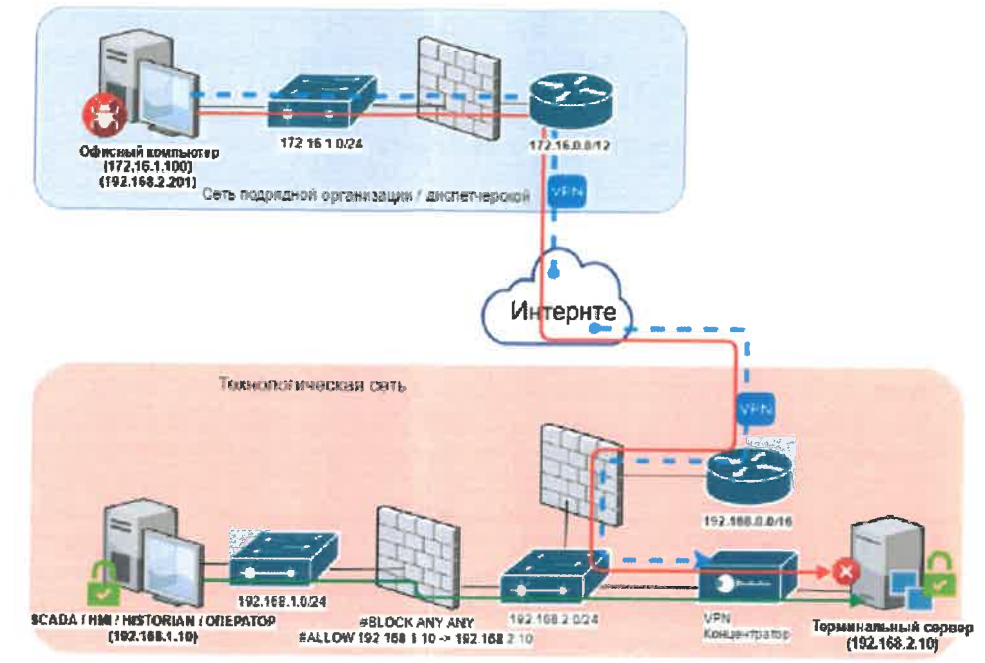 Офисный компьютер
(172.16.1.100)
(192.168.2.201)
172.16.1.0/24
172.16.0.0/12
Сеть подрядной организации / диспетчерской
VPN
Интернте
Технологическая сеть
VPN
192.168.0.0/16
SCADA / HMI / HISTORIAN / ОПЕРАТОР
(192.168.1.10)
192.168.1.0/24
#BLOCK ANY ANY
#ALLOW 192 168 1 10 -> 192 168 2 10
192.168.2.0/24
VPN
Концентратор
Терминальный сервер
(192.168.2.10)